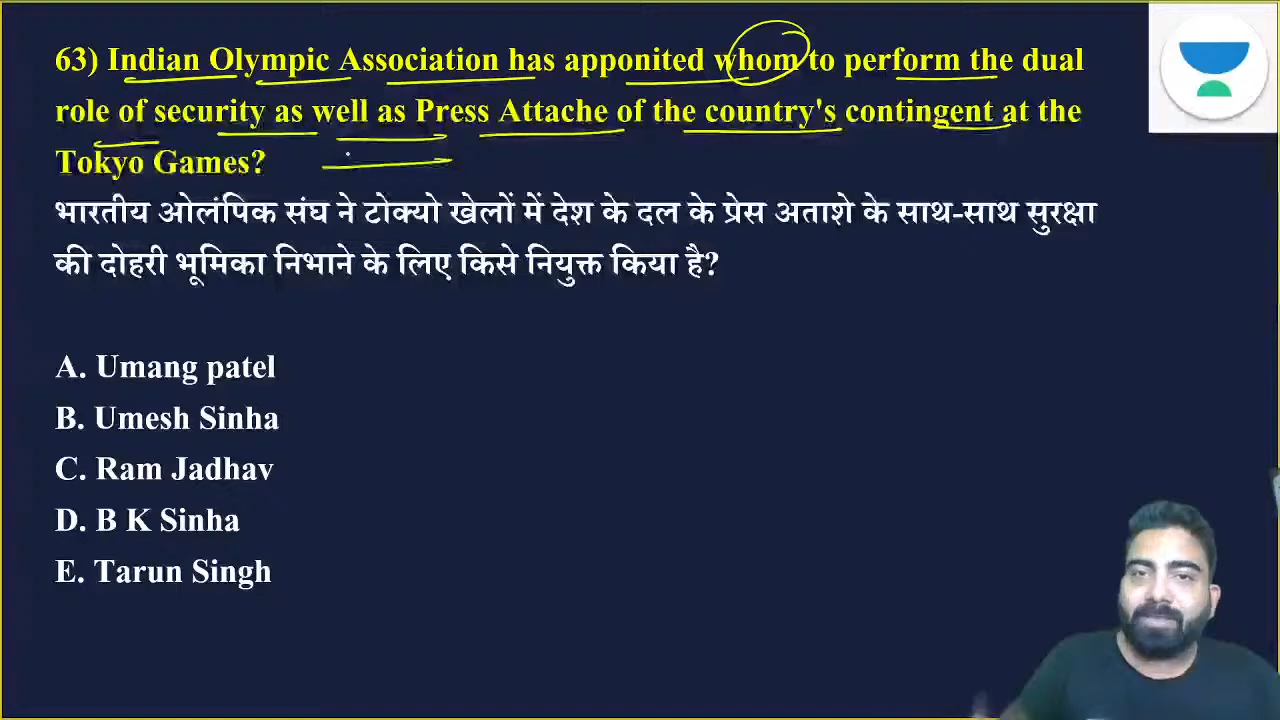 63) Indian Olympic Association has apponited whom to perform the dual
role of security as well as Press Attache of the country's contingent at the
Tokyo Games?
भारतीय ओलंपिक संघ ने टोक्यो खेलों में देश के दल के प्रेस अताशे के साथ-साथ सुरक्षा
की दोहरी भूमिका निभाने के लिए किसे नियुक्त किया है?
A. Umang patel
B. Umesh Sinha
C. Ram Jadhav
D. B K Sinha
E. Tarun Singh